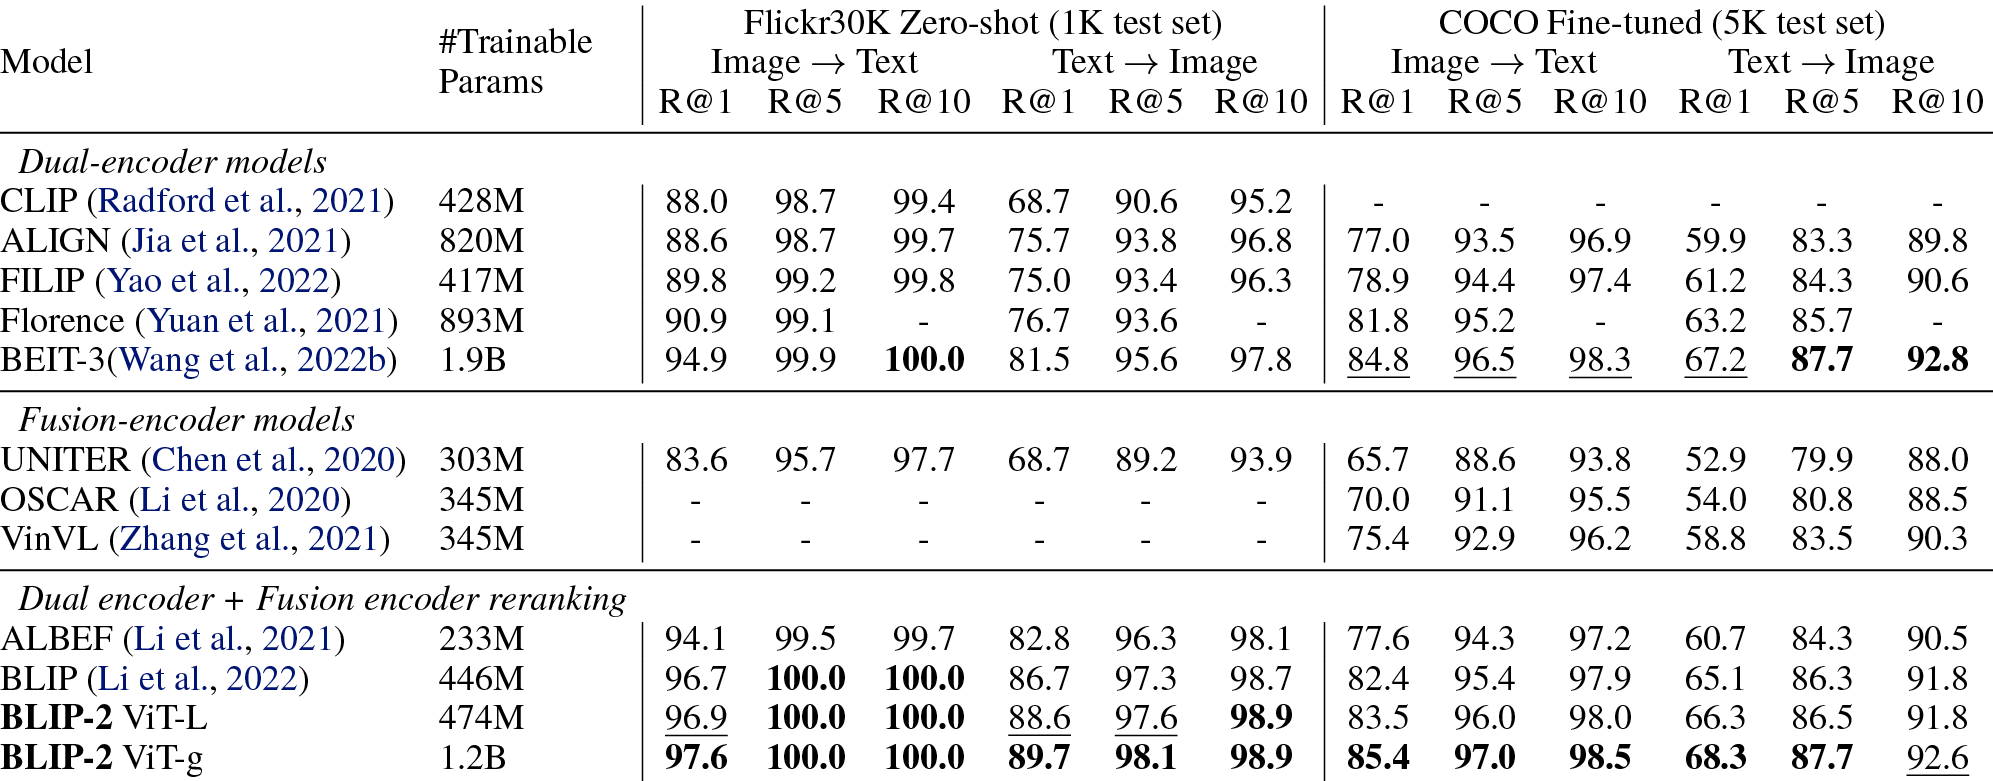 Model #Trainable Params Flickr30K Zero-shot (1K test set) COCO Fine-tuned (5K test set)
Image → Text Text → Image Image → Text Text → Image
R@1 R@5 R@10 R@1 R@5 R@10 R@1 R@5 R@10 R@1 R@5 R@10
Dual-encoder models
CLIP (Radford et al., 2021) 428M 88.0 98.7 99.4 68.7 90.6 95.2 - - - - - -
ALIGN (Jia et al., 2021) 820M 88.6 98.7 99.7 75.7 93.8 96.8 77.0 93.5 96.9 59.9 83.3 89.8
FILIP (Yao et al., 2022) 417M 89.8 99.2 99.8 75.0 93.4 96.3 78.9 94.4 97.4 61.2 84.3 90.6
Florence (Yuan et al., 2021) 893M 90.9 99.1 - 76.7 93.6 - 81.8 95.2 - 63.2 85.7 -
BEIT-3(Wang et al., 2022b) 1.9B 94.9 99.9 100.0 81.5 95.6 97.8 84.8 96.5 98.3 67.2 87.7 92.8
Fusion-encoder models
UNITER (Chen et al., 2020) 303M 83.6 95.7 97.7 68.7 89.2 93.9 65.7 88.6 93.8 52.9 79.9 88.0
OSCAR (Li et al., 2020) 345M - - - - - - 70.0 91.1 95.5 54.0 80.8 88.5
VinVL (Zhang et al., 2021) 345M - - - - - - 75.4 92.9 96.2 58.8 83.5 90.3
Dual encoder + Fusion encoder reranking
ALBEF (Li et al., 2021) 233M 94.1 99.5 99.7 82.8 96.3 98.1 77.6 94.3 97.2 60.7 84.3 90.5
BLIP (Li et al., 2022) 446M 96.7 100.0 100.0 86.7 97.3 98.7 82.4 95.4 97.9 65.1 86.3 91.8
BLIP-2 ViT-L 474M 96.9 100.0 100.0 88.6 97.6 98.9 83.5 96.0 98.0 66.3 86.5 91.8
BLIP-2 ViT-g 1.2B 97.6 100.0 100.0 89.7 98.1 98.9 85.4 97.0 98.5 68.3 87.7 92.6